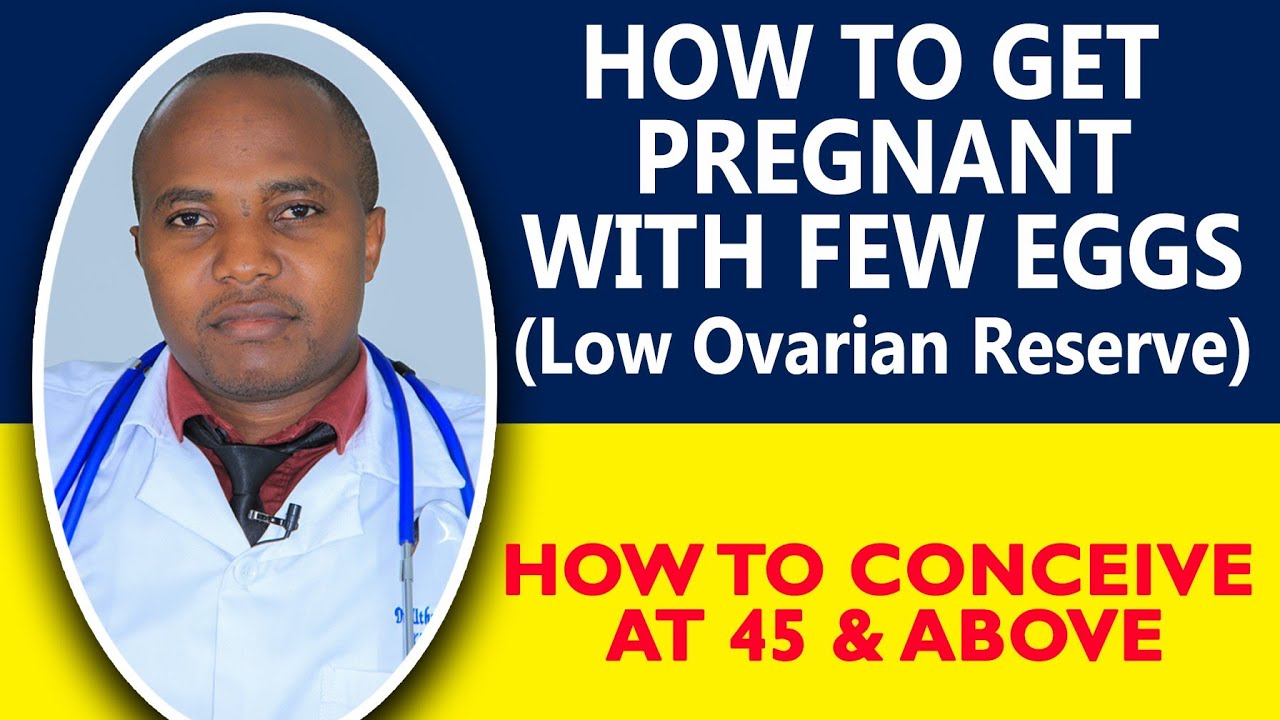 HOW TO GET
PREGNANT
WITH FEW EGGS
(Low Ovarian Reserve)
HOW TO CONCEIVE
AT 45 & ABOVE